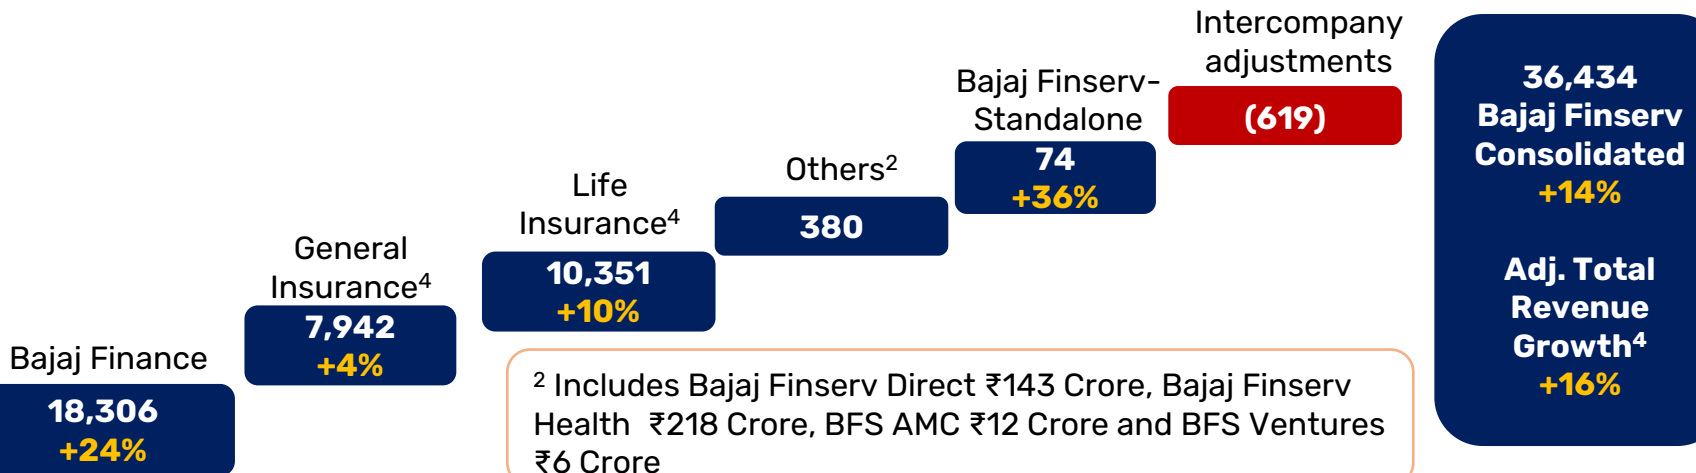 Bajaj Finance
18,306
+24%
General
Insurance⁴
7,942
+4%
Life
Insurance⁴
10,351
+10%
Others²
380
Bajaj Finserv-
Standalone
74
+36%
Intercompany
adjustments
(619)
36,434
Bajaj Finserv
Consolidated
+14%
Adj. Total
Revenue
Growth⁴
+16%
² Includes Bajaj Finserv Direct ₹143 Crore, Bajaj Finserv
Health ₹218 Crore, BFS AMC ₹12 Crore and BFS Ventures
₹6 Crore